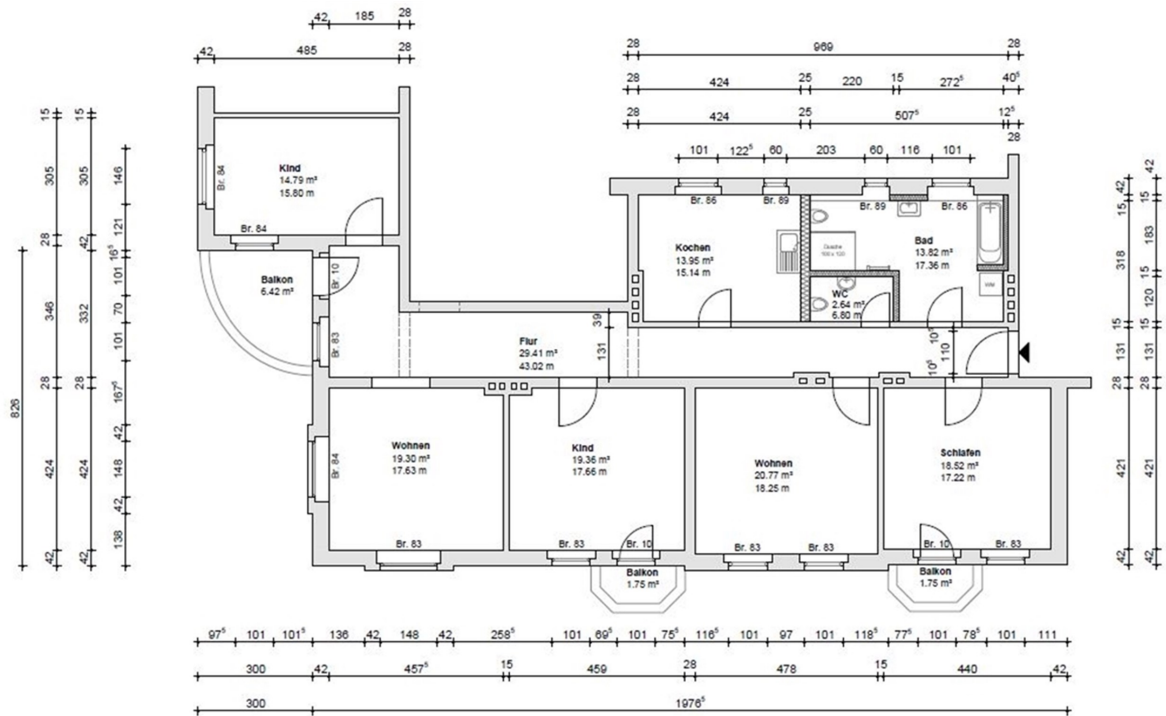 42 185 28
42 485 28
28 969 28
28 424 25 220 15 272⁵ 40⁵
28 424 25 507⁵ 12⁵
28
101 122⁵ 60 203 60 116 101
15 305 28 346 28 424 42
15 305 42 332 28 424 42
146 121 16⁵ 101 70 101 167⁵ 42 148 42 138
826
Kind
14.79 m²
15.80 m
Br. 84
Br. 84
Balkon
6.42 m²
Br. 10
Br. 83
Br. 86
Br. 89
Br. 89
Br. 86
Kochen
13.95 m²
15.14 m
Dusche
100 x 100
Bad
13.82 m²
17.36 m
WM
WC
2.64 m²
6.80 m
Flur
29.41 m²
43.02 m
39
131
10⁵
110
10⁵
Wohnen
19.30 m²
17.63 m
Br. 84
Kind
19.36 m²
17.66 m
Wohnen
20.77 m²
18.25 m
Schlafen
18.52 m²
17.22 m
Br. 83
Br. 83
Br. 10
Br. 83
Br. 83
Br. 10
Br. 83
Balkon
1.75 m²
Balkon
1.75 m²
42 15 318 15 131 28 421 42
42 15 183 15 120 15 131 28 421 42
97⁵ 101 101⁵ 136 42 148 42 258⁵ 101 69⁵ 101 75⁵ 116⁵ 101 97 101 118⁵ 77⁵ 101 78⁵ 101 111
300 42 457⁵ 15 459 28 478 15 440 42
300 1976⁵